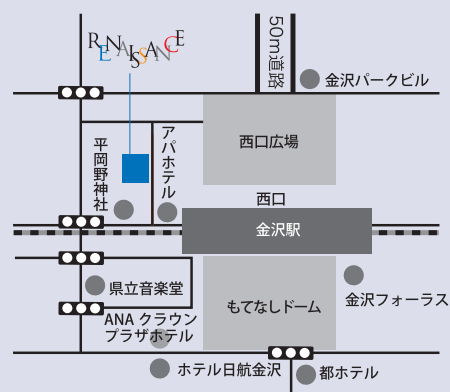 RENAISSANCE
50m道路
金沢パークビル
西口広場
平岡野神社
アパホテル
西口
金沢駅
県立音楽堂
もてなしドーム
金沢フォーラス
ANA クラウン
プラザホテル
ホテル日航金沢
都ホテル